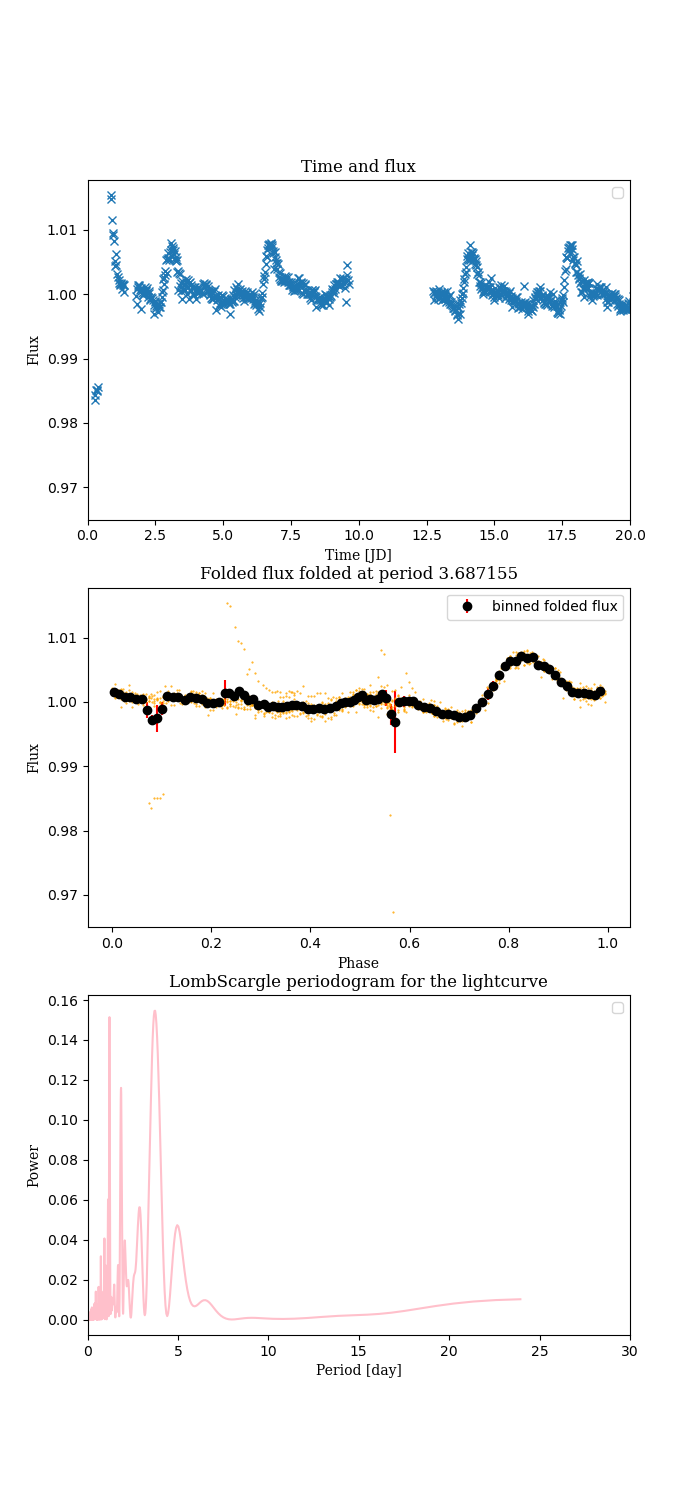 Time and flux
1.01
1.00
0.99
0.98
0.97
Flux
0.0 2.5 5.0 7.5 10.0 12.5 15.0 17.5 20.0
Time [JD]
Folded flux folded at period 3.687155
binned folded flux
1.01
1.00
0.99
0.98
0.97
Flux
0.0 0.2 0.4 0.6 0.8 1.0
Phase
LombScargle periodogram for the lightcurve
0.16
0.14
0.12
0.10
0.08
0.06
0.04
0.02
0.00
Power
0 5 10 15 20 25 30
Period [day]